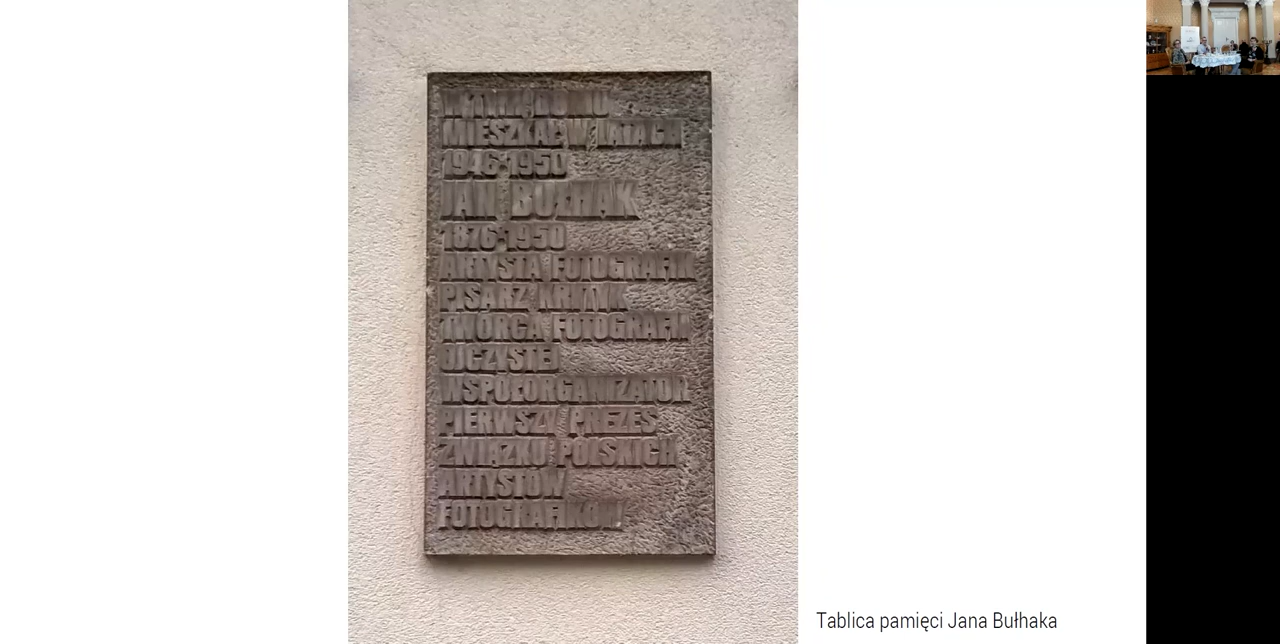 W TYM DOMU
MIESZKAŁ W LATACH
1946-1950
JAN BUŁHAK
1876-1950
ARTYSTA FOTOGRAFIK
PISARZ KRYTYK
TWÓRCA FOTOGRAFII
OJCZYSTEJ
WSPÓŁORGANIZATOR
PIERWSZY PREZES
ZWIĄZKU POLSKICH
ARTYSTÓW
FOTOGRAFIKÓW
Tablica pamięci Jana Bułhaka